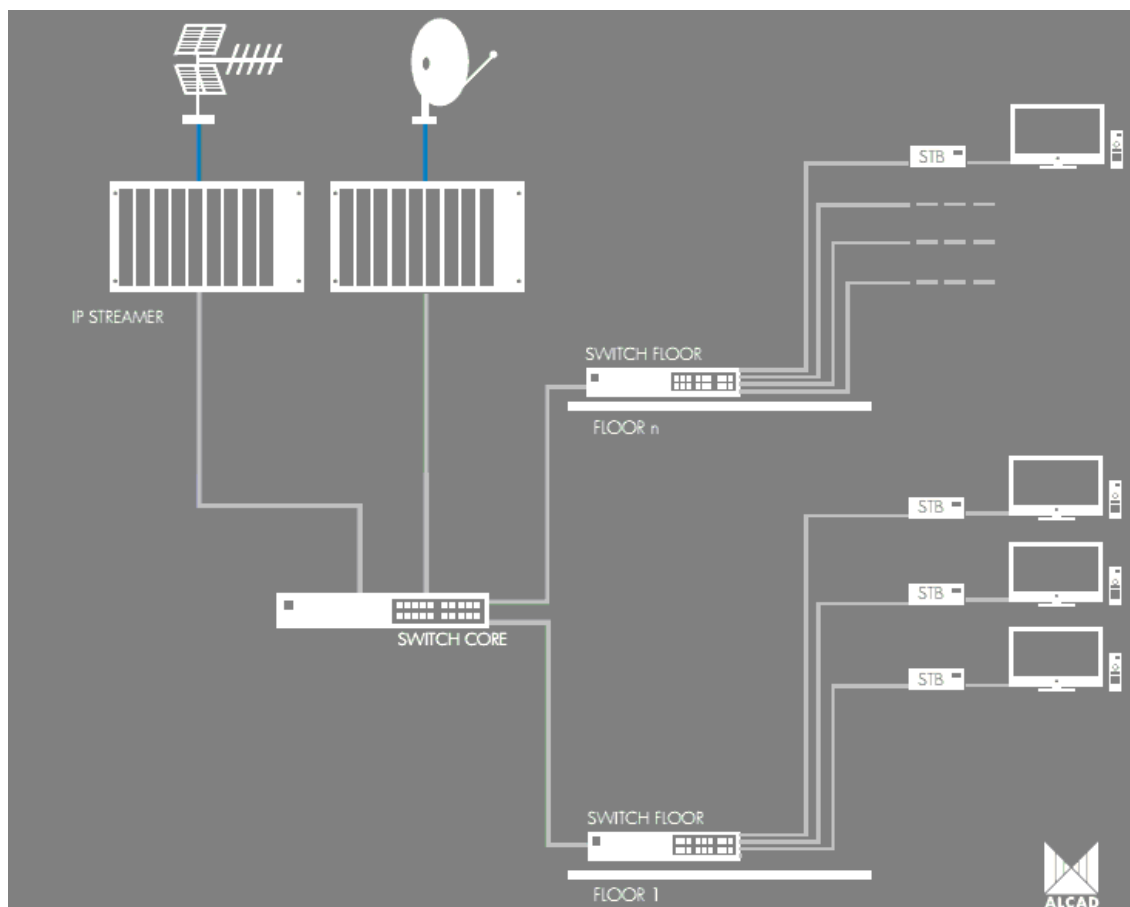 STB
IP STREAMER
SWITCH FLOOR
FLOOR n
STB
STB
SWITCH CORE
STB
SWITCH FLOOR
FLOOR 1
ALCAD